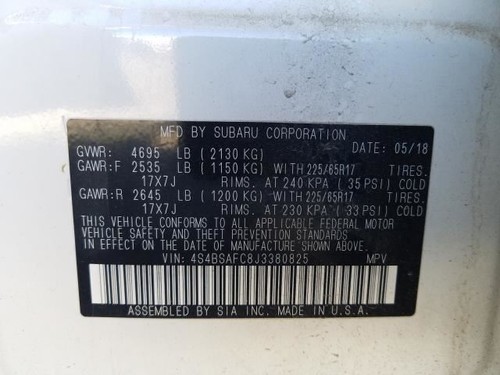 MFD BY SUBARU CORPORATION
GVWR: 4695 LB (2130 KG) DATE: 05/18
GAWR:F 2535 LB (1150 KG) WITH 225/65R17 TIRES.
17X7J RIMS. AT 240 KPA (35 PSI) COLD
GAWR:R 2645 LB (1200 KG) WITH 225/65R17 TIRES.
17X7J RIMS. AT 230 KPA (33 PSI) COLD
THIS VEHICLE CONFORMS TO ALL APPLICABLE FEDERAL MOTOR
VEHICLE SAFETY AND BUMPER STANDARDS
IN EFFECT ON THE DATE OF MANUFACTURE SHOWN ABOVE.
VIN: 4S4BSAFC8J3380825 MPV
ASSEMBLED BY SIA INC. MADE IN U.S.A.